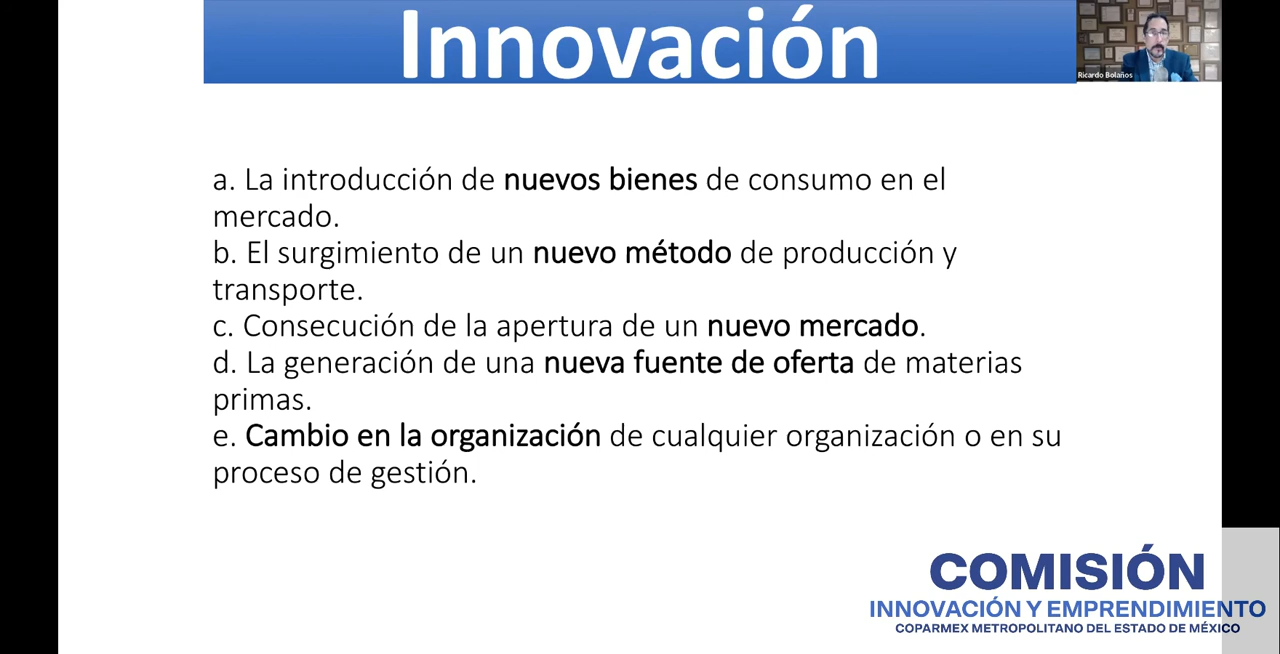 Innovación
Ricardo Bolaños
a. La introducción de nuevos bienes de consumo en el
mercado.
b. El surgimiento de un nuevo método de producción y
transporte.
c. Consecución de la apertura de un nuevo mercado.
d. La generación de una nueva fuente de oferta de materias
primas.
e. Cambio en la organización de cualquier organización o en su
proceso de gestión.
COMISIÓN
INNOVACIÓN Y EMPRENDIMIENTO
COPARMEX METROPOLITANO DEL ESTADO DE MÉXICO